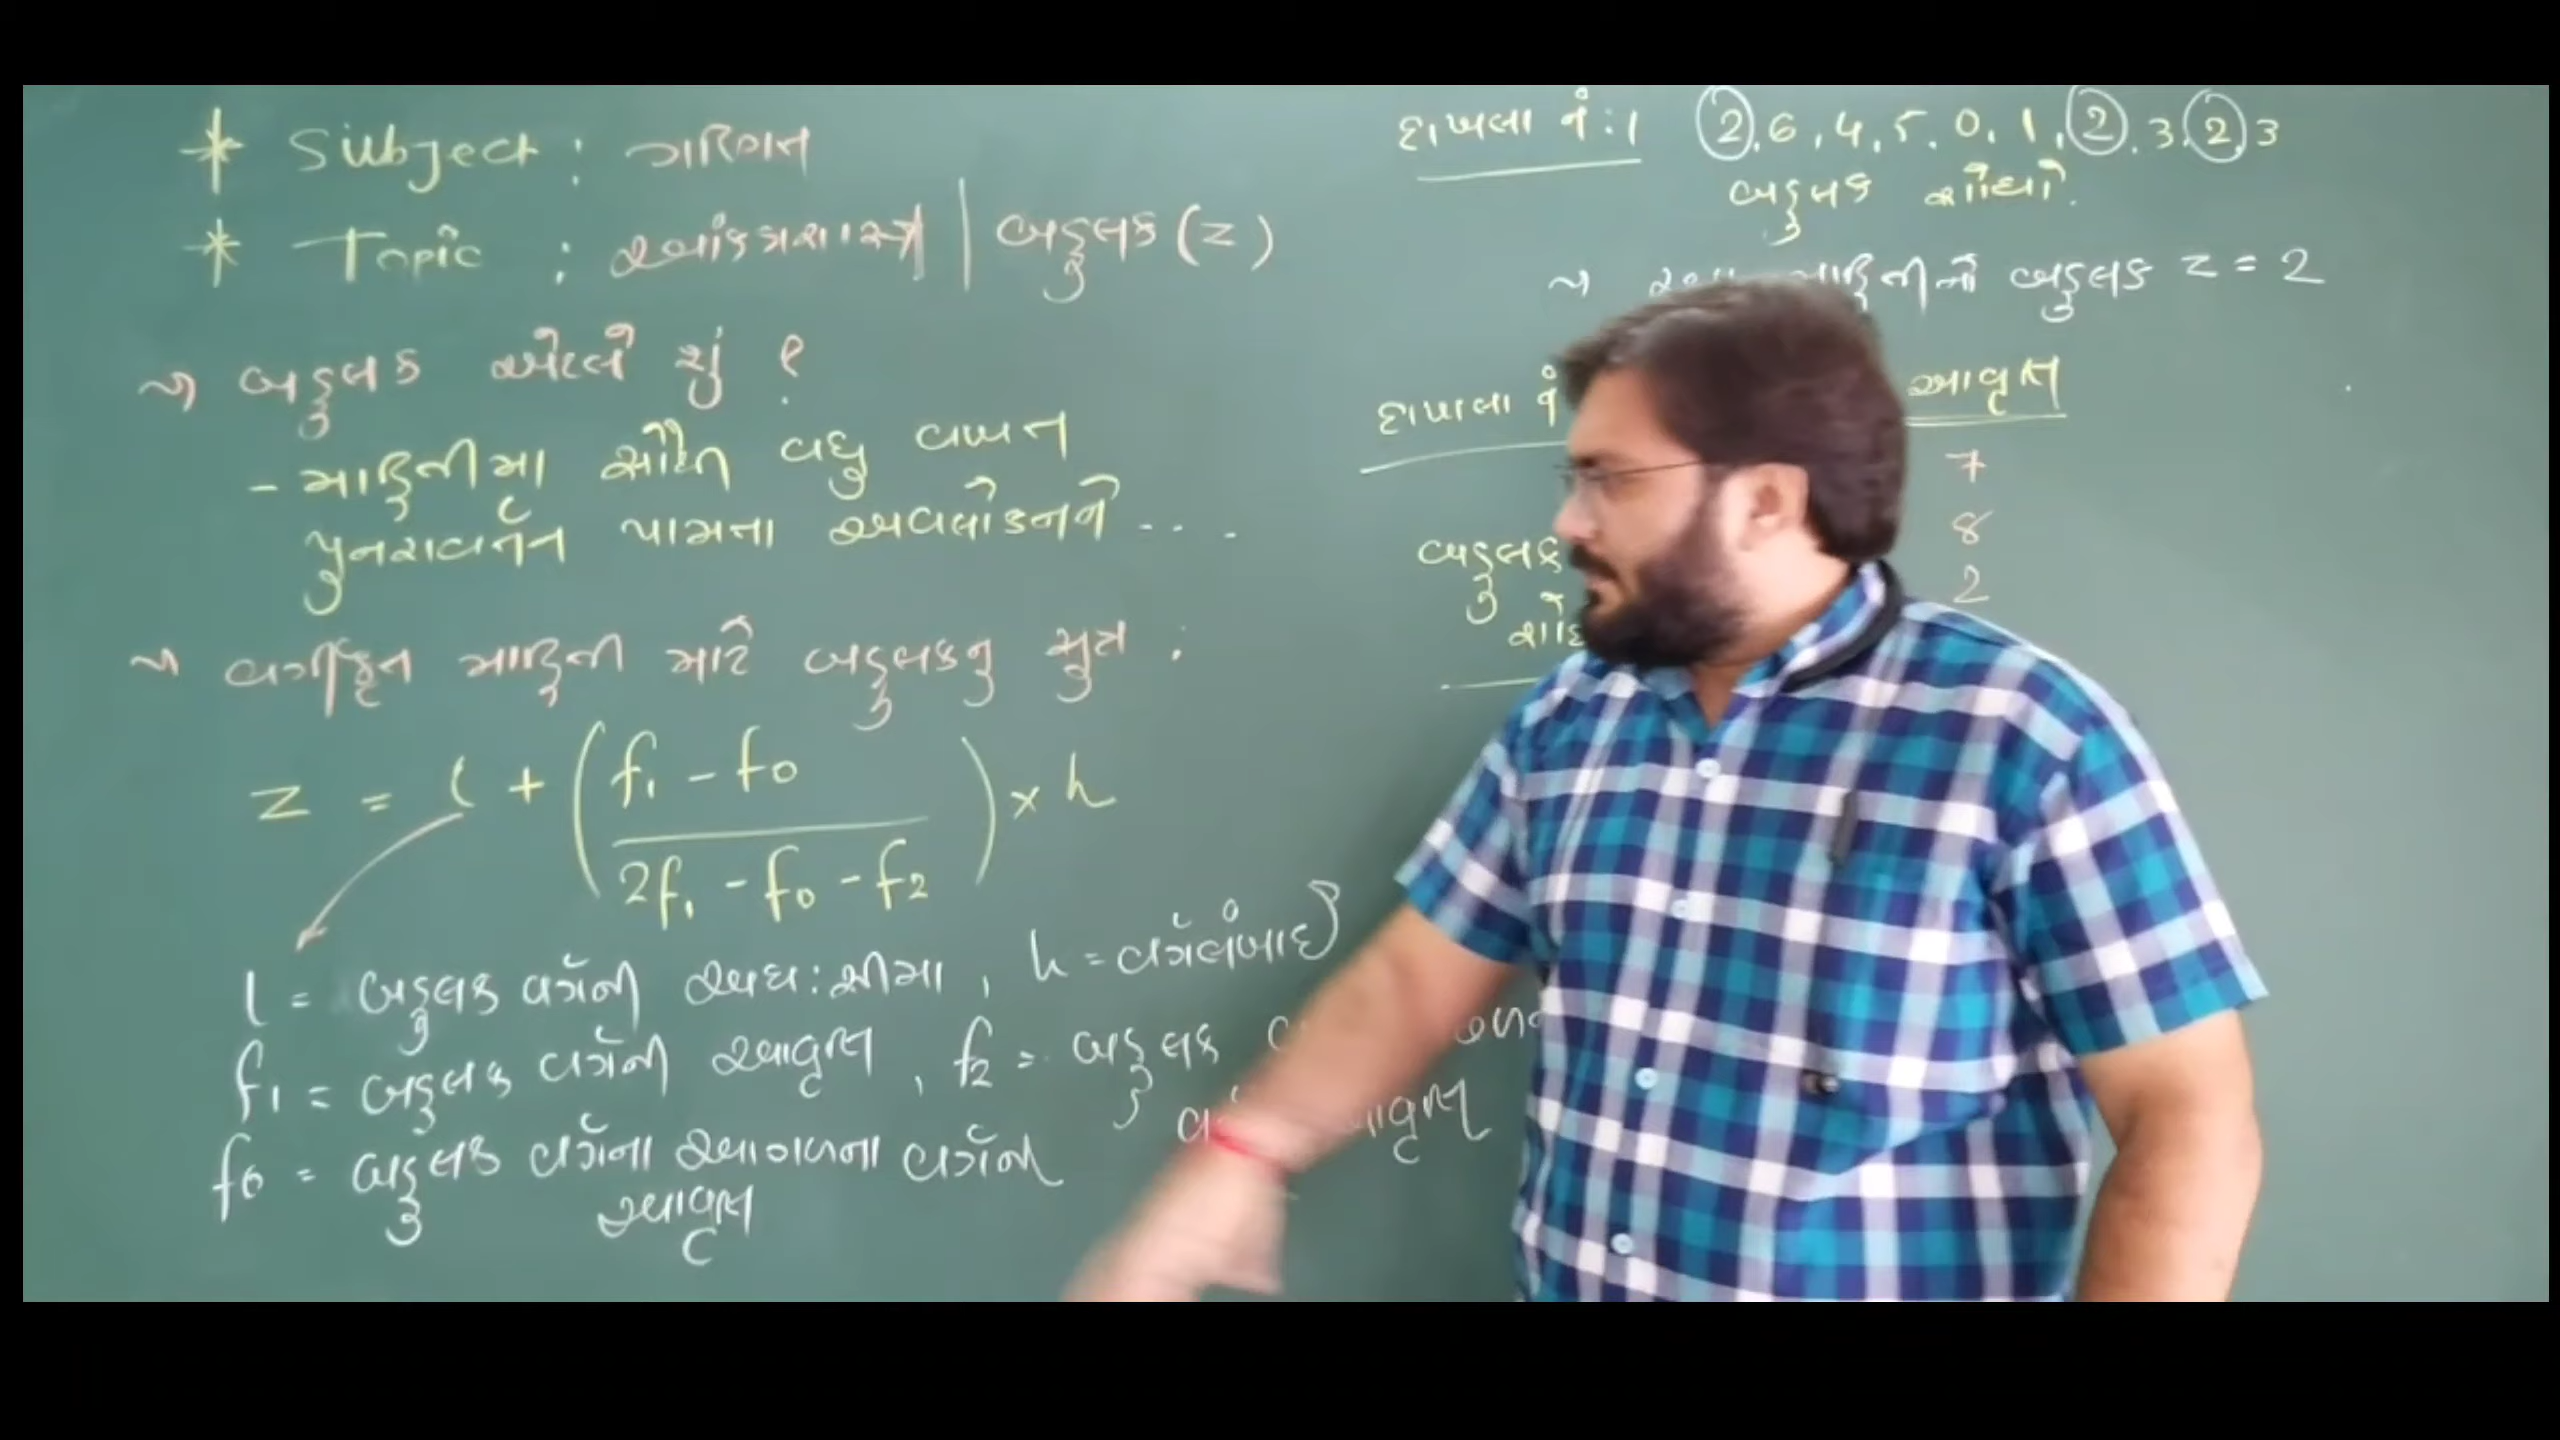 * Subject : ગણિત
* Topic : આંકડાશાસ્ત્ર | બહુલક (z)
→ બહુલક એટલે શું ?
- માહિતીમા સૌથી વધુ વખત
પુનરાવર્તન પામતા અવલોકનને - - -
→ વર્ગીકૃત માહિતી માટે બહુલકનુ સુત્ર :
z = l + ( f1 - f0 / 2f1 - f0 - f2 ) × h
l = બહુલક વર્ગની અધ:સીમા , h = વર્ગલંબાઈ
f1 = બહુલક વર્ગની આવૃત્તિ , f2 = બહુલક
f0 = બહુલક વર્ગના આગળના વર્ગની
આવૃત્તિ
દાખલા નં : 1 2, 6, 4, 5, 0, 1, 2, 3, 2, 3
બહુલક શોધો.
→ માહિતીનો બહુલક z = 2
દાખલા નં આવૃત્તિ
7
બહુલક 8
2